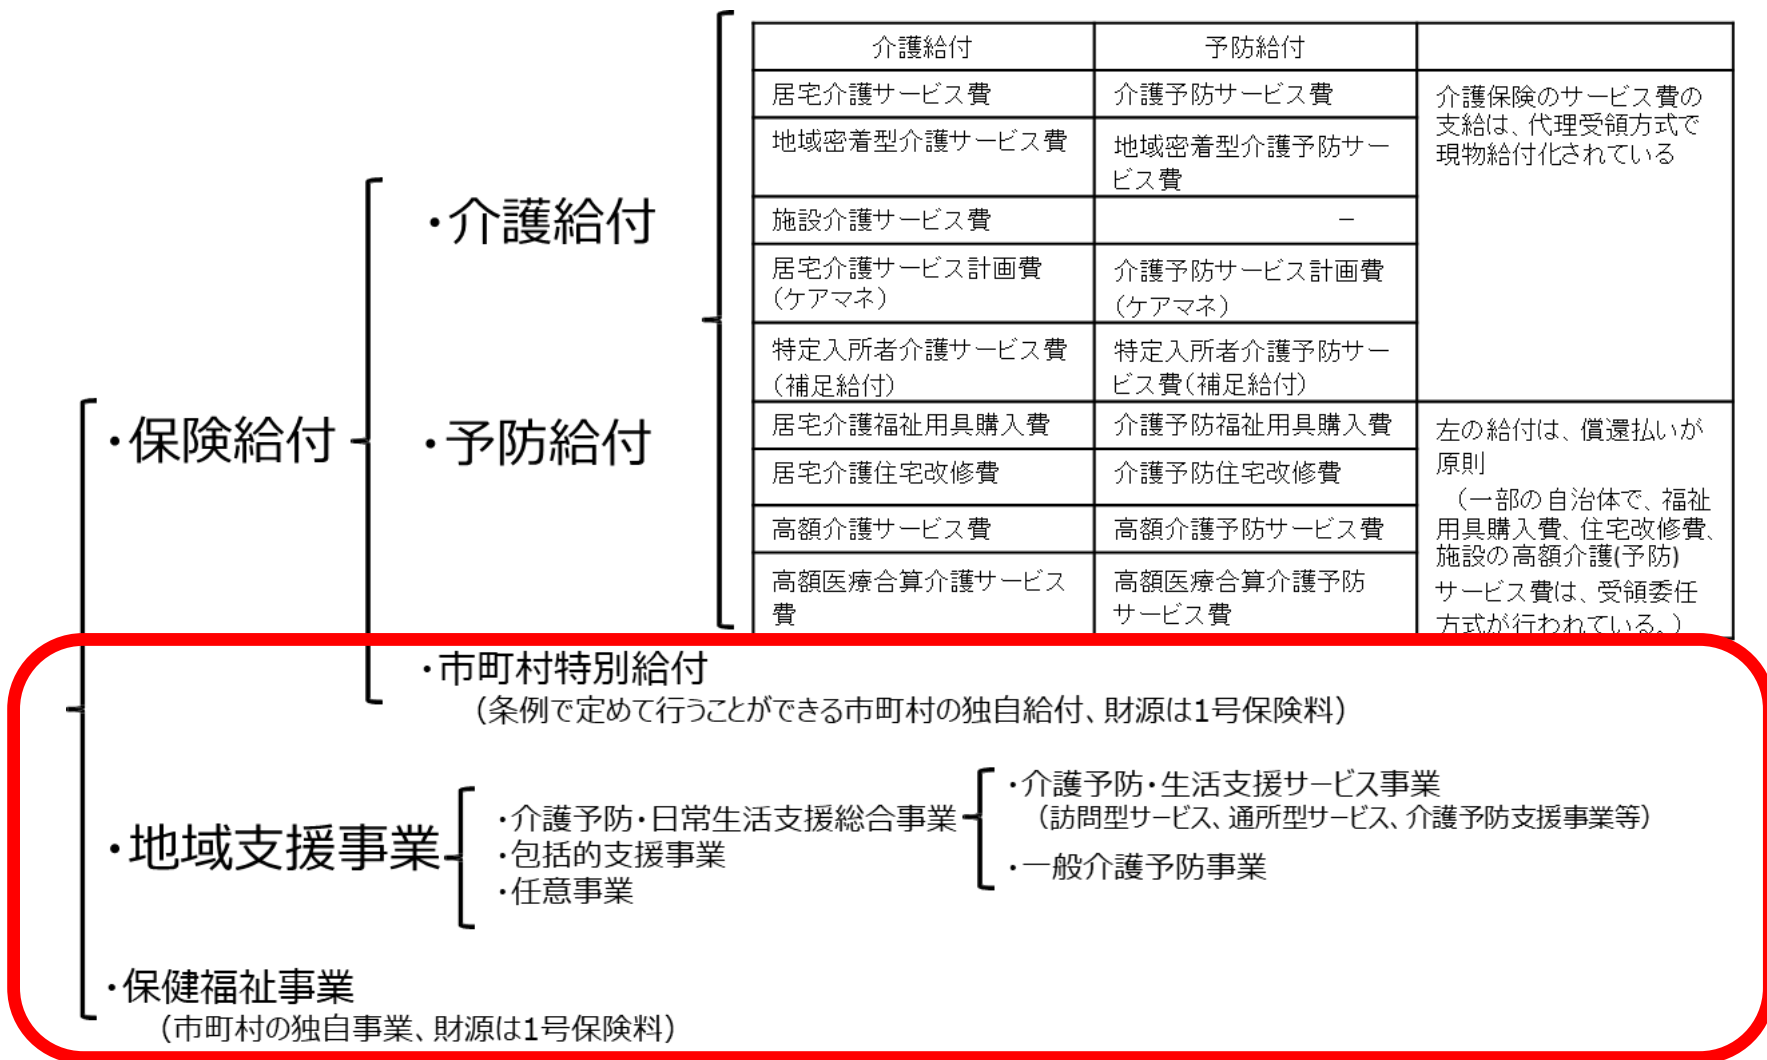 介護給付
予防給付
居宅介護サービス費
介護予防サービス費
介護保険のサービス費の
支給は、代理受領方式で
現物給付化されている
地域密着型介護サービス費
地域密着型介護予防サー
ビス費
施設介護サービス費
－
居宅介護サービス計画費
(ケアマネ)
介護予防サービス計画費
(ケアマネ)
特定入所者介護サービス費
(補足給付)
特定入所者介護予防サー
ビス費(補足給付)
居宅介護福祉用具購入費
介護予防福祉用具購入費
左の給付は、償還払いが
原則
(一部の自治体で、福祉
用具購入費、住宅改修費、
施設の高額介護(予防)
サービス費は、受領委任
方式が行われている。)
居宅介護住宅改修費
介護予防住宅改修費
高額介護サービス費
高額介護予防サービス費
高額医療合算介護サービス
費
高額医療合算介護予防
サービス費
・介護給付
・保険給付
・予防給付
・市町村特別給付
(条例で定めて行うことができる市町村の独自給付、財源は1号保険料)
・地域支援事業
・介護予防・日常生活支援総合事業
・包括的支援事業
・任意事業
・介護予防・生活支援サービス事業
(訪問型サービス、通所型サービス、介護予防支援事業等)
・一般介護予防事業
・保健福祉事業
(市町村の独自事業、財源は1号保険料)